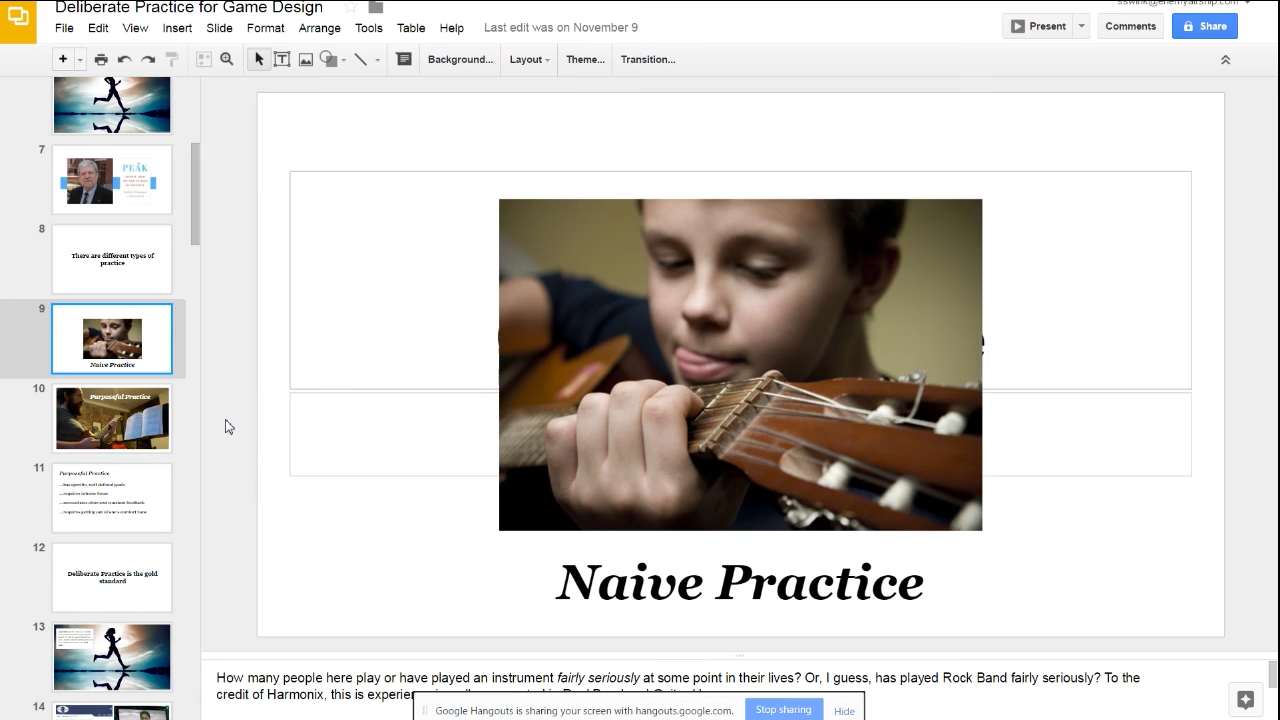 Deliberate Practice for Game Design
File Edit View Insert Slide Format Arrange Tools Table Help Last edit was on November 9
Present Comments Share
Background... Layout Theme... Transition...
7
PEAK
8
There are different types of
practice
9
Naive Practice
10
Purposeful Practice
11
Purposeful Practice
12
Deliberate Practice is the gold
standard
13
14
Naive Practice
How many people here play or have played an instrument fairly seriously at some point in their lives? Or, I guess, has played Rock Band fairly seriously? To the
credit of Harmonix, this is
Google Hangouts is sharing your screen with hangouts.google.com. Stop sharing Hide